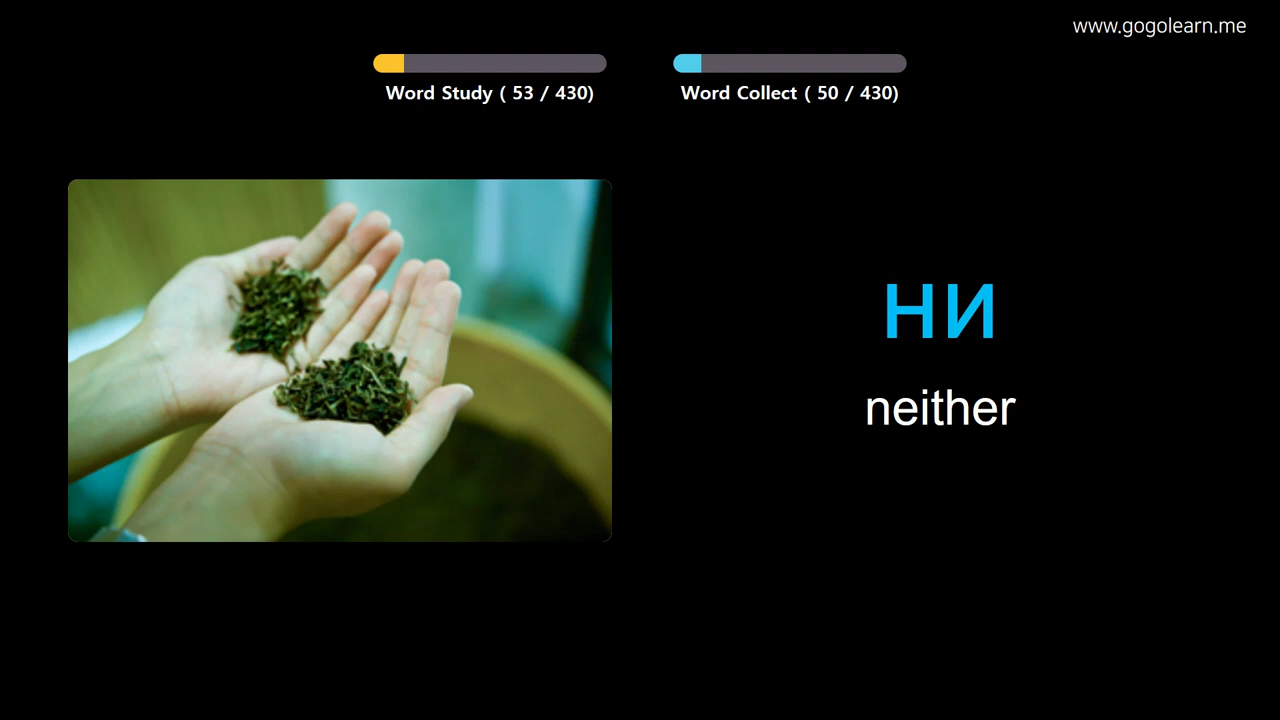 www.gogolearn.me
Word Study ( 53 / 430)
Word Collect ( 50 / 430)
ни
neither